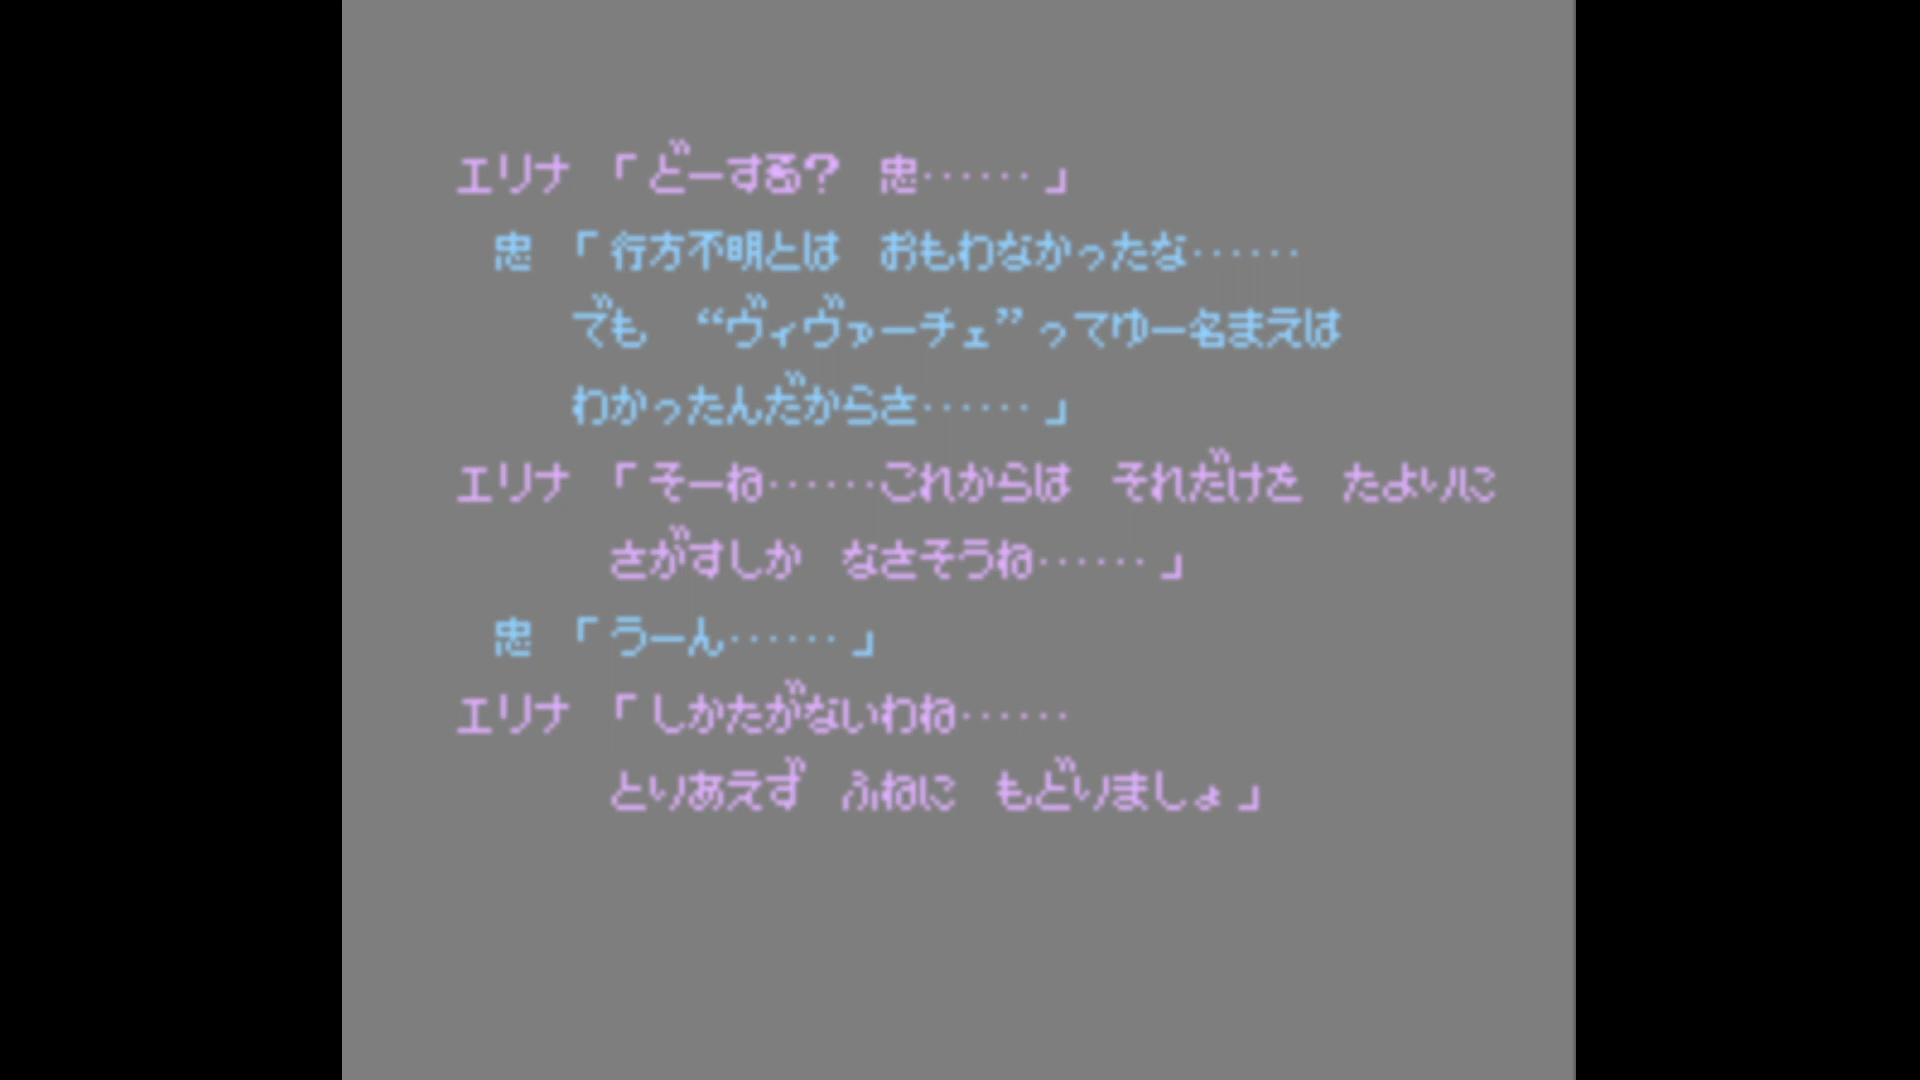 エリナ「どーする? 忠……」
忠「行方不明とは おもわなかったな……
でも “ヴィヴァーチェ”ってゆー名まえは
わかったんだからさ……」
エリナ「そーね……これからは それだけを たよりに
さがすしか なさそうね……」
忠「うーん……」
エリナ「しかたがないわね……
とりあえず ふねに もどりましょ」